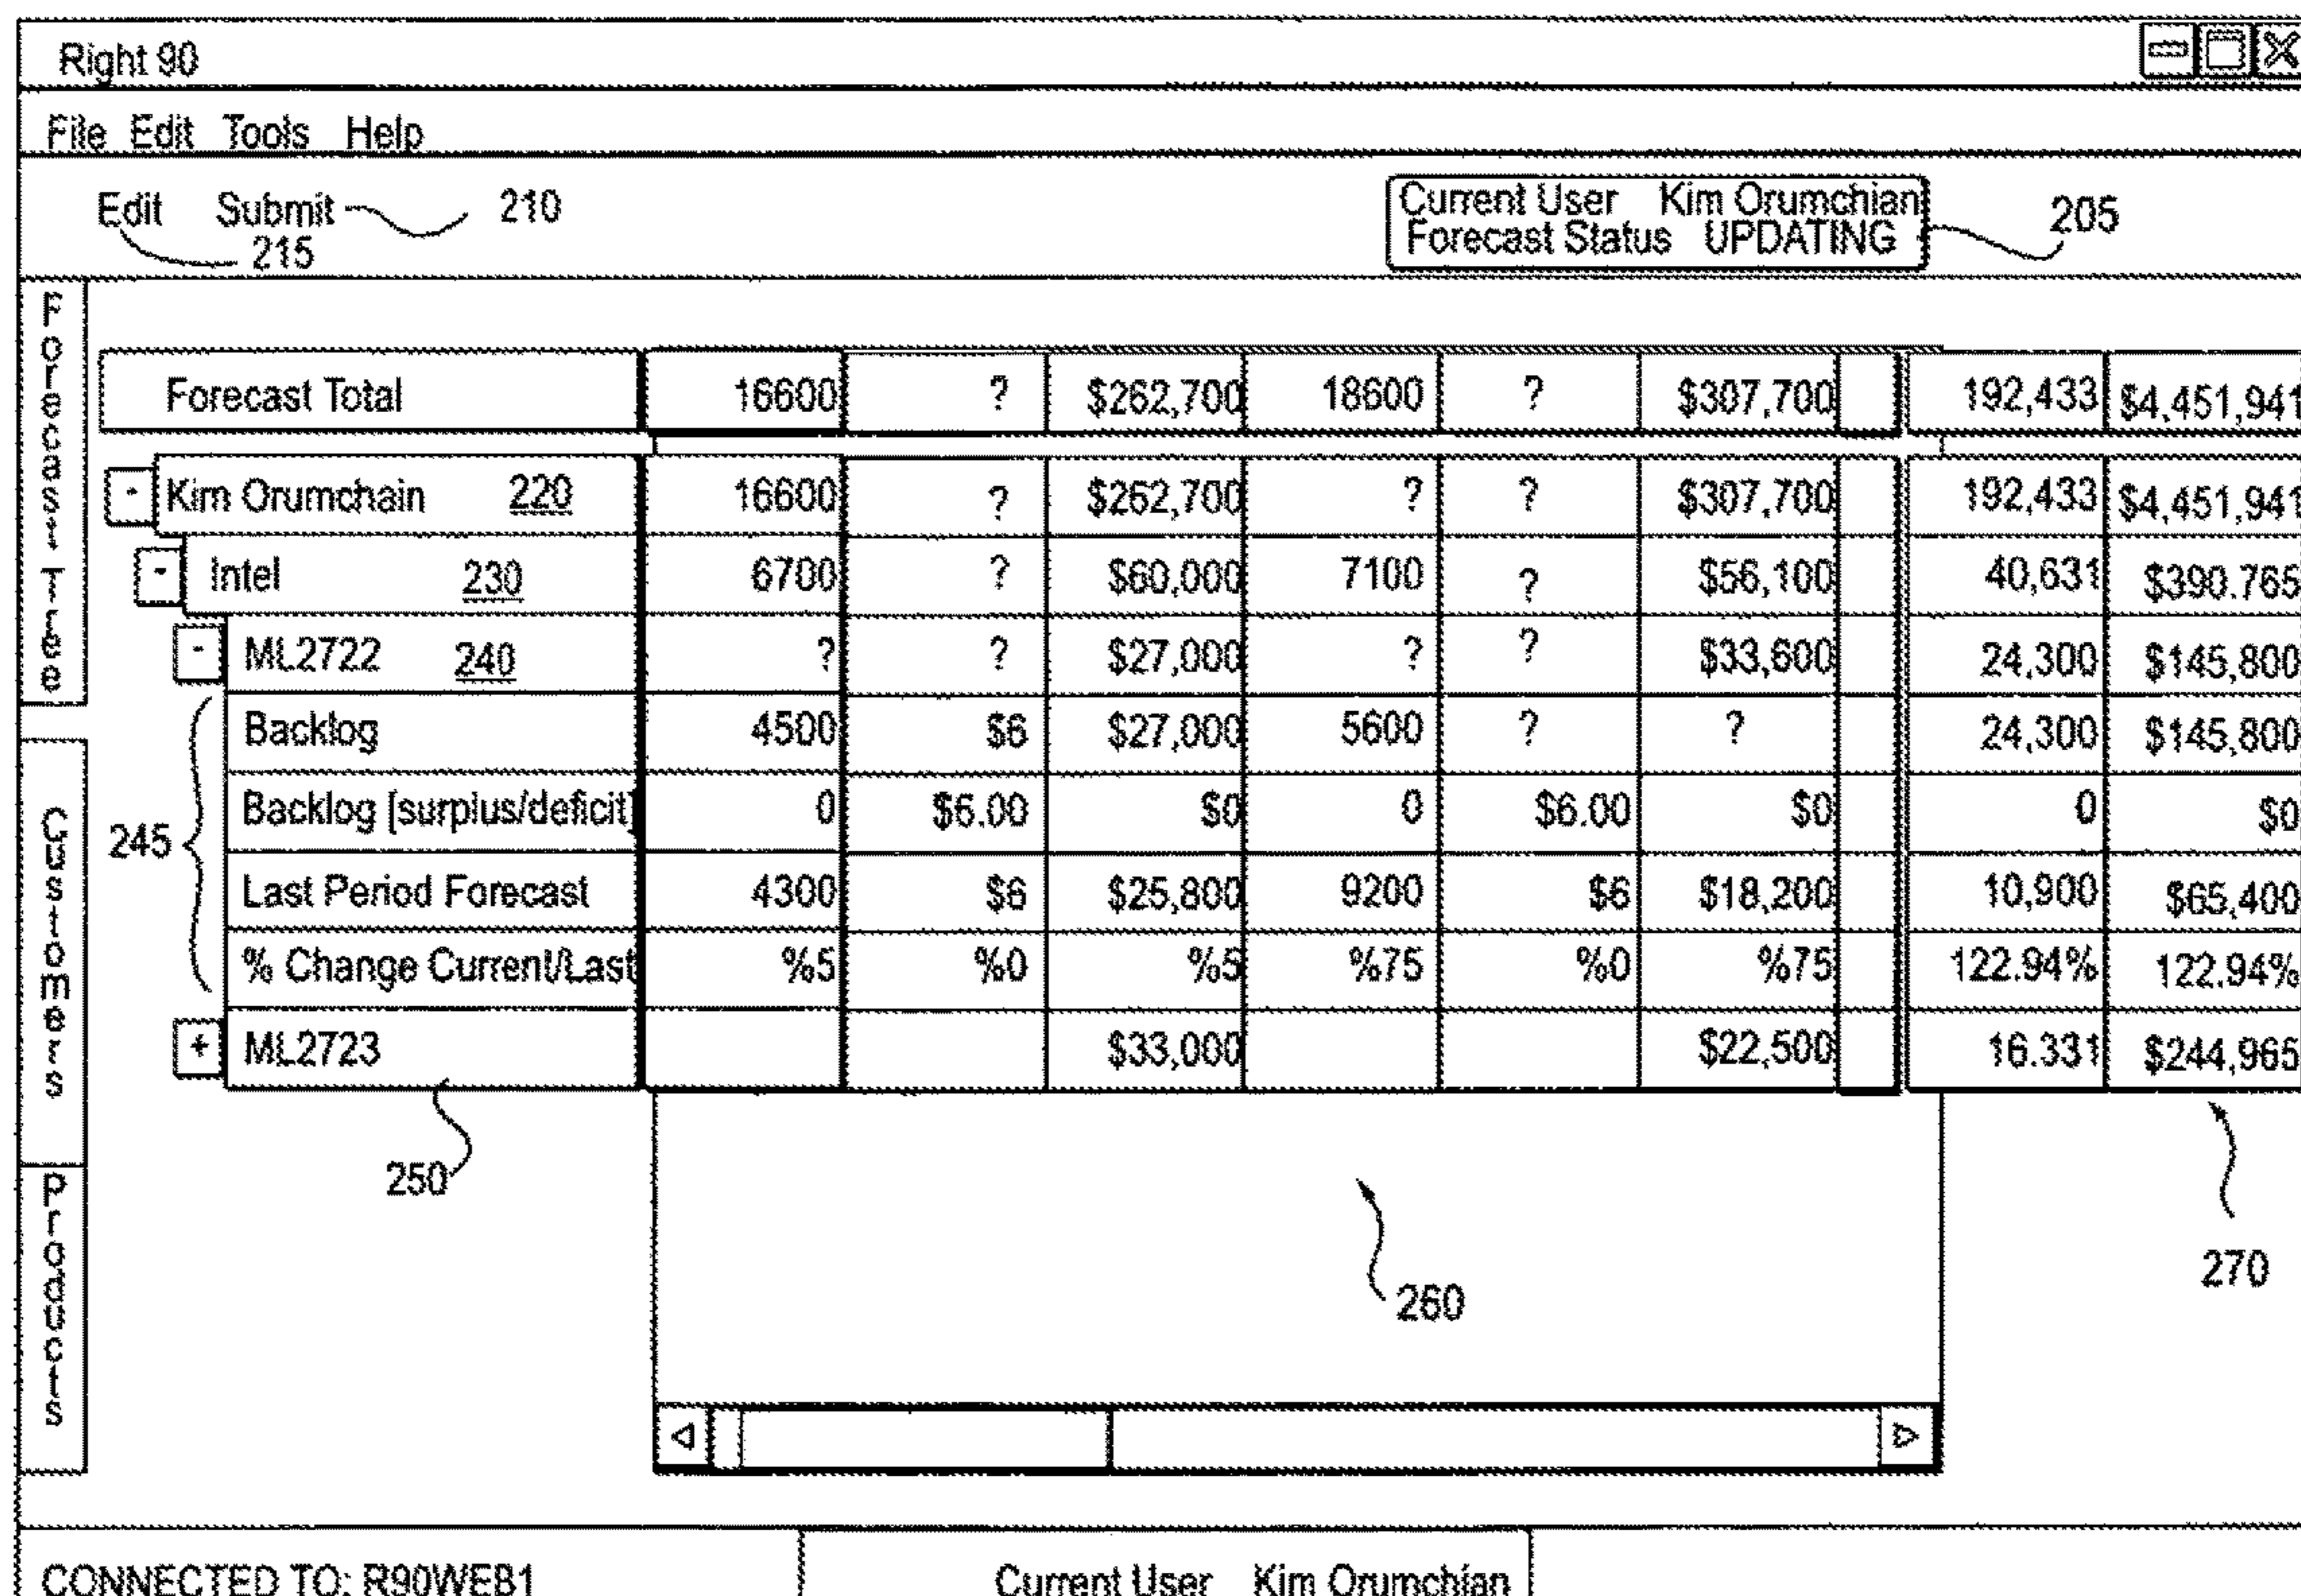 Right 90
File Edit Tools Help
Edit Submit 210
215
Current User Kim Orumchian
Forecast Status UPDATING
205
Forecast Tree
Customers
Products
Forecast Total 16600 ? $262,700 18600 ? $307,700 192,433 $4,451,941
- Kim Orumchain 220 16600 ? $262,700 ? ? $307,700 192,433 $4,451,941
- Intel 230 6700 ? $60,000 7100 ? $56,100 40,631 $390.765
- ML2722 240 ? ? $27,000 ? ? $33,600 24,300 $145,800
Backlog 4500 $6 $27,000 5600 ? ? 24,300 $145,800
Backlog [surplus/deficit] 0 $6.00 $0 0 $6.00 $0 0 $0
245
Last Period Forecast 4300 $6 $25,800 9200 $6 $18,200 10,900 $65,400
% Change Current/Last %5 %0 %5 %75 %0 %75 122.94% 122.94%
+ ML2723 $33,000 $22,500 16.331 $244,965
250
260
270
CONNECTED TO: R90WEB1 Current User Kim Orumchian